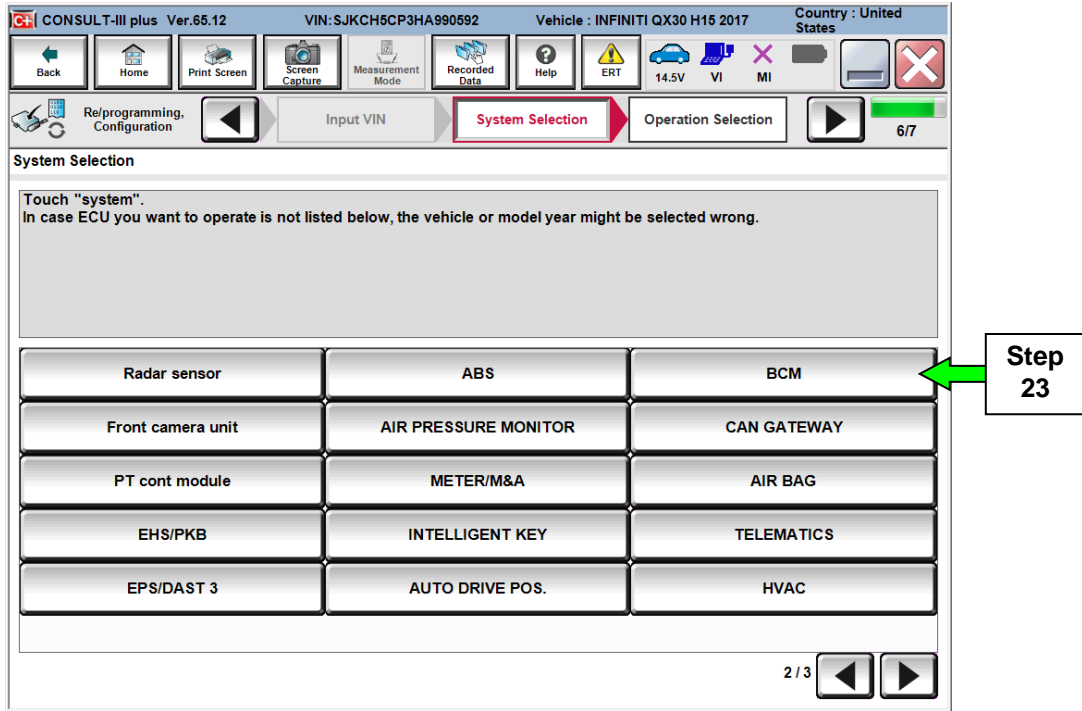 CONSULT-III plus Ver.65.12 VIN:SJKCH5CP3HA990592 Vehicle : INFINITI QX30 H15 2017 Country : United
States
Back Home Print Screen Screen
Capture Measurement
Mode Recorded
Data Help ERT 14.5V VI MI
Re/programming,
Configuration Input VIN System Selection Operation Selection 6/7
System Selection
Touch "system".
In case ECU you want to operate is not listed below, the vehicle or model year might be selected wrong.
Radar sensor ABS BCM
Step
23
Front camera unit AIR PRESSURE MONITOR CAN GATEWAY
PT cont module METER/M&A AIR BAG
EHS/PKB INTELLIGENT KEY TELEMATICS
EPS/DAST 3 AUTO DRIVE POS. HVAC
2 / 3